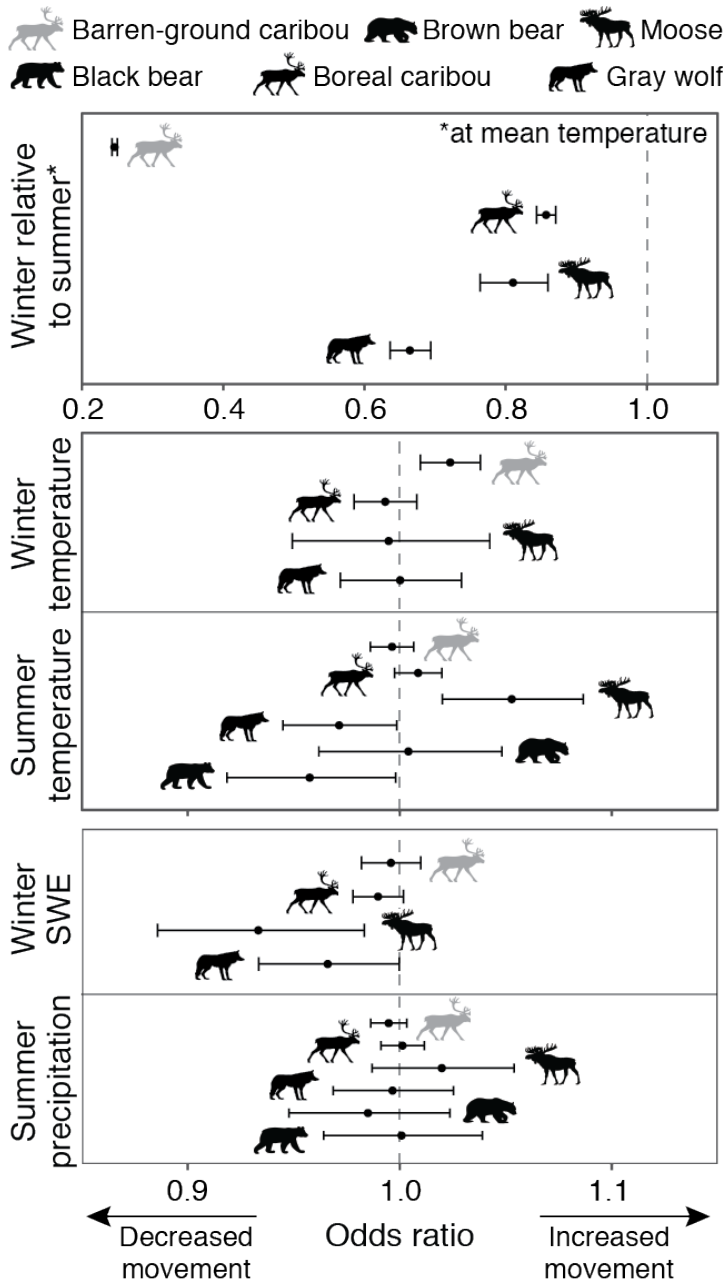 Barren-ground caribou Brown bear Moose
Black bear Boreal caribou Gray wolf
*at mean temperature
Winter relative
to summer*
0.2 0.4 0.6 0.8 1.0
Winter
temperature
Summer
temperature
Winter
SWE
Summer
precipitation
0.9 1.0 1.1
Decreased
movement
Odds ratio
Increased
movement